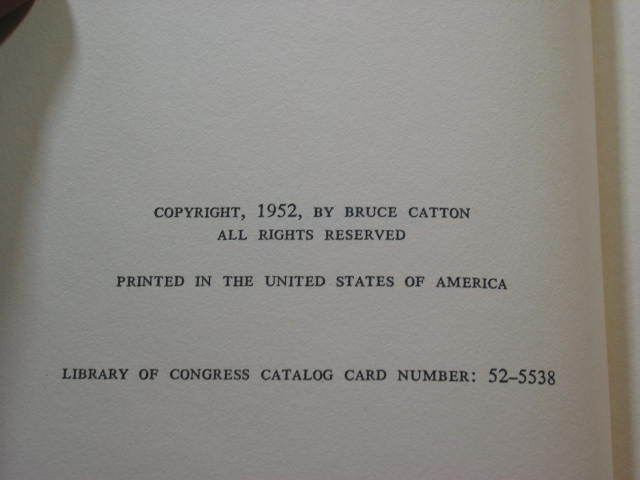 COPYRIGHT, 1952, BY BRUCE CATTON
ALL RIGHTS RESERVED
PRINTED IN THE UNITED STATES OF AMERICA
LIBRARY OF CONGRESS CATALOG CARD NUMBER: 52–5538